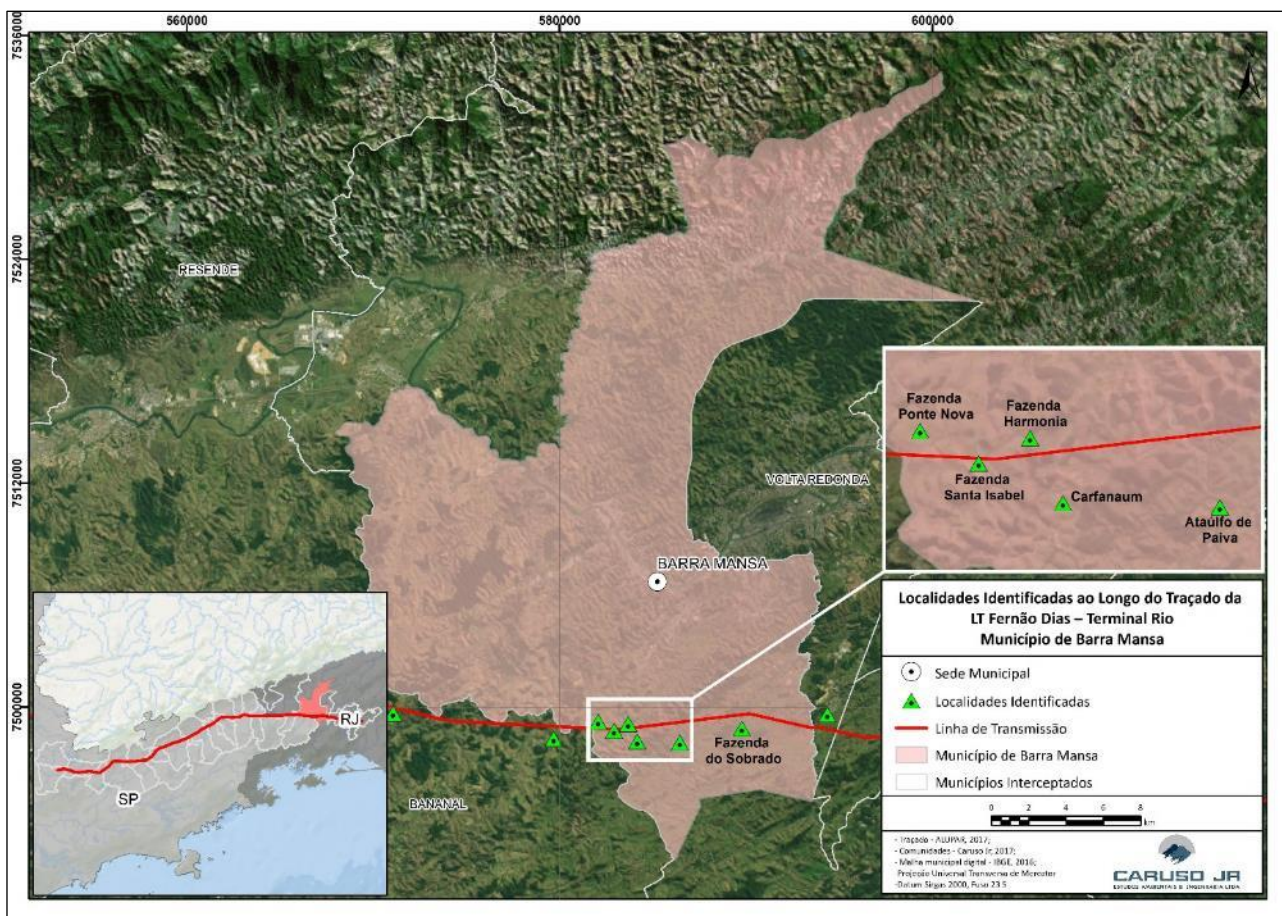 560000
580000
600000
7536000
7524000
7512000
7500000
RESENDE
VOLTA REDONDA
BARRA MANSA
BANANAL
Fazenda
do Sobrado
Fazenda
Ponte Nova
Fazenda
Harmonia
Fazenda
Santa Isabel
Carfanaum
Ataúlfo de
Paiva
SP
RJ
Localidades Identificadas ao Longo do Traçado da
LT Fernão Dias – Terminal Rio
Município de Barra Mansa
Sede Municipal
Localidades Identificadas
Linha de Transmissão
Município de Barra Mansa
Municípios Interceptados
0 2 4 6 8
km
- Traçado - ALUPAR, 2017;
- Comunidades - Caruso Jr, 2017;
- Malha municipal digital - IBGE, 2016;
Projeção Universal Transversa de Mercator
-Datum Sirgas 2000, Fuso 23 S
CARUSO JR
ESTUDOS AMBIENTAIS & ENGENHARIA LTDA.